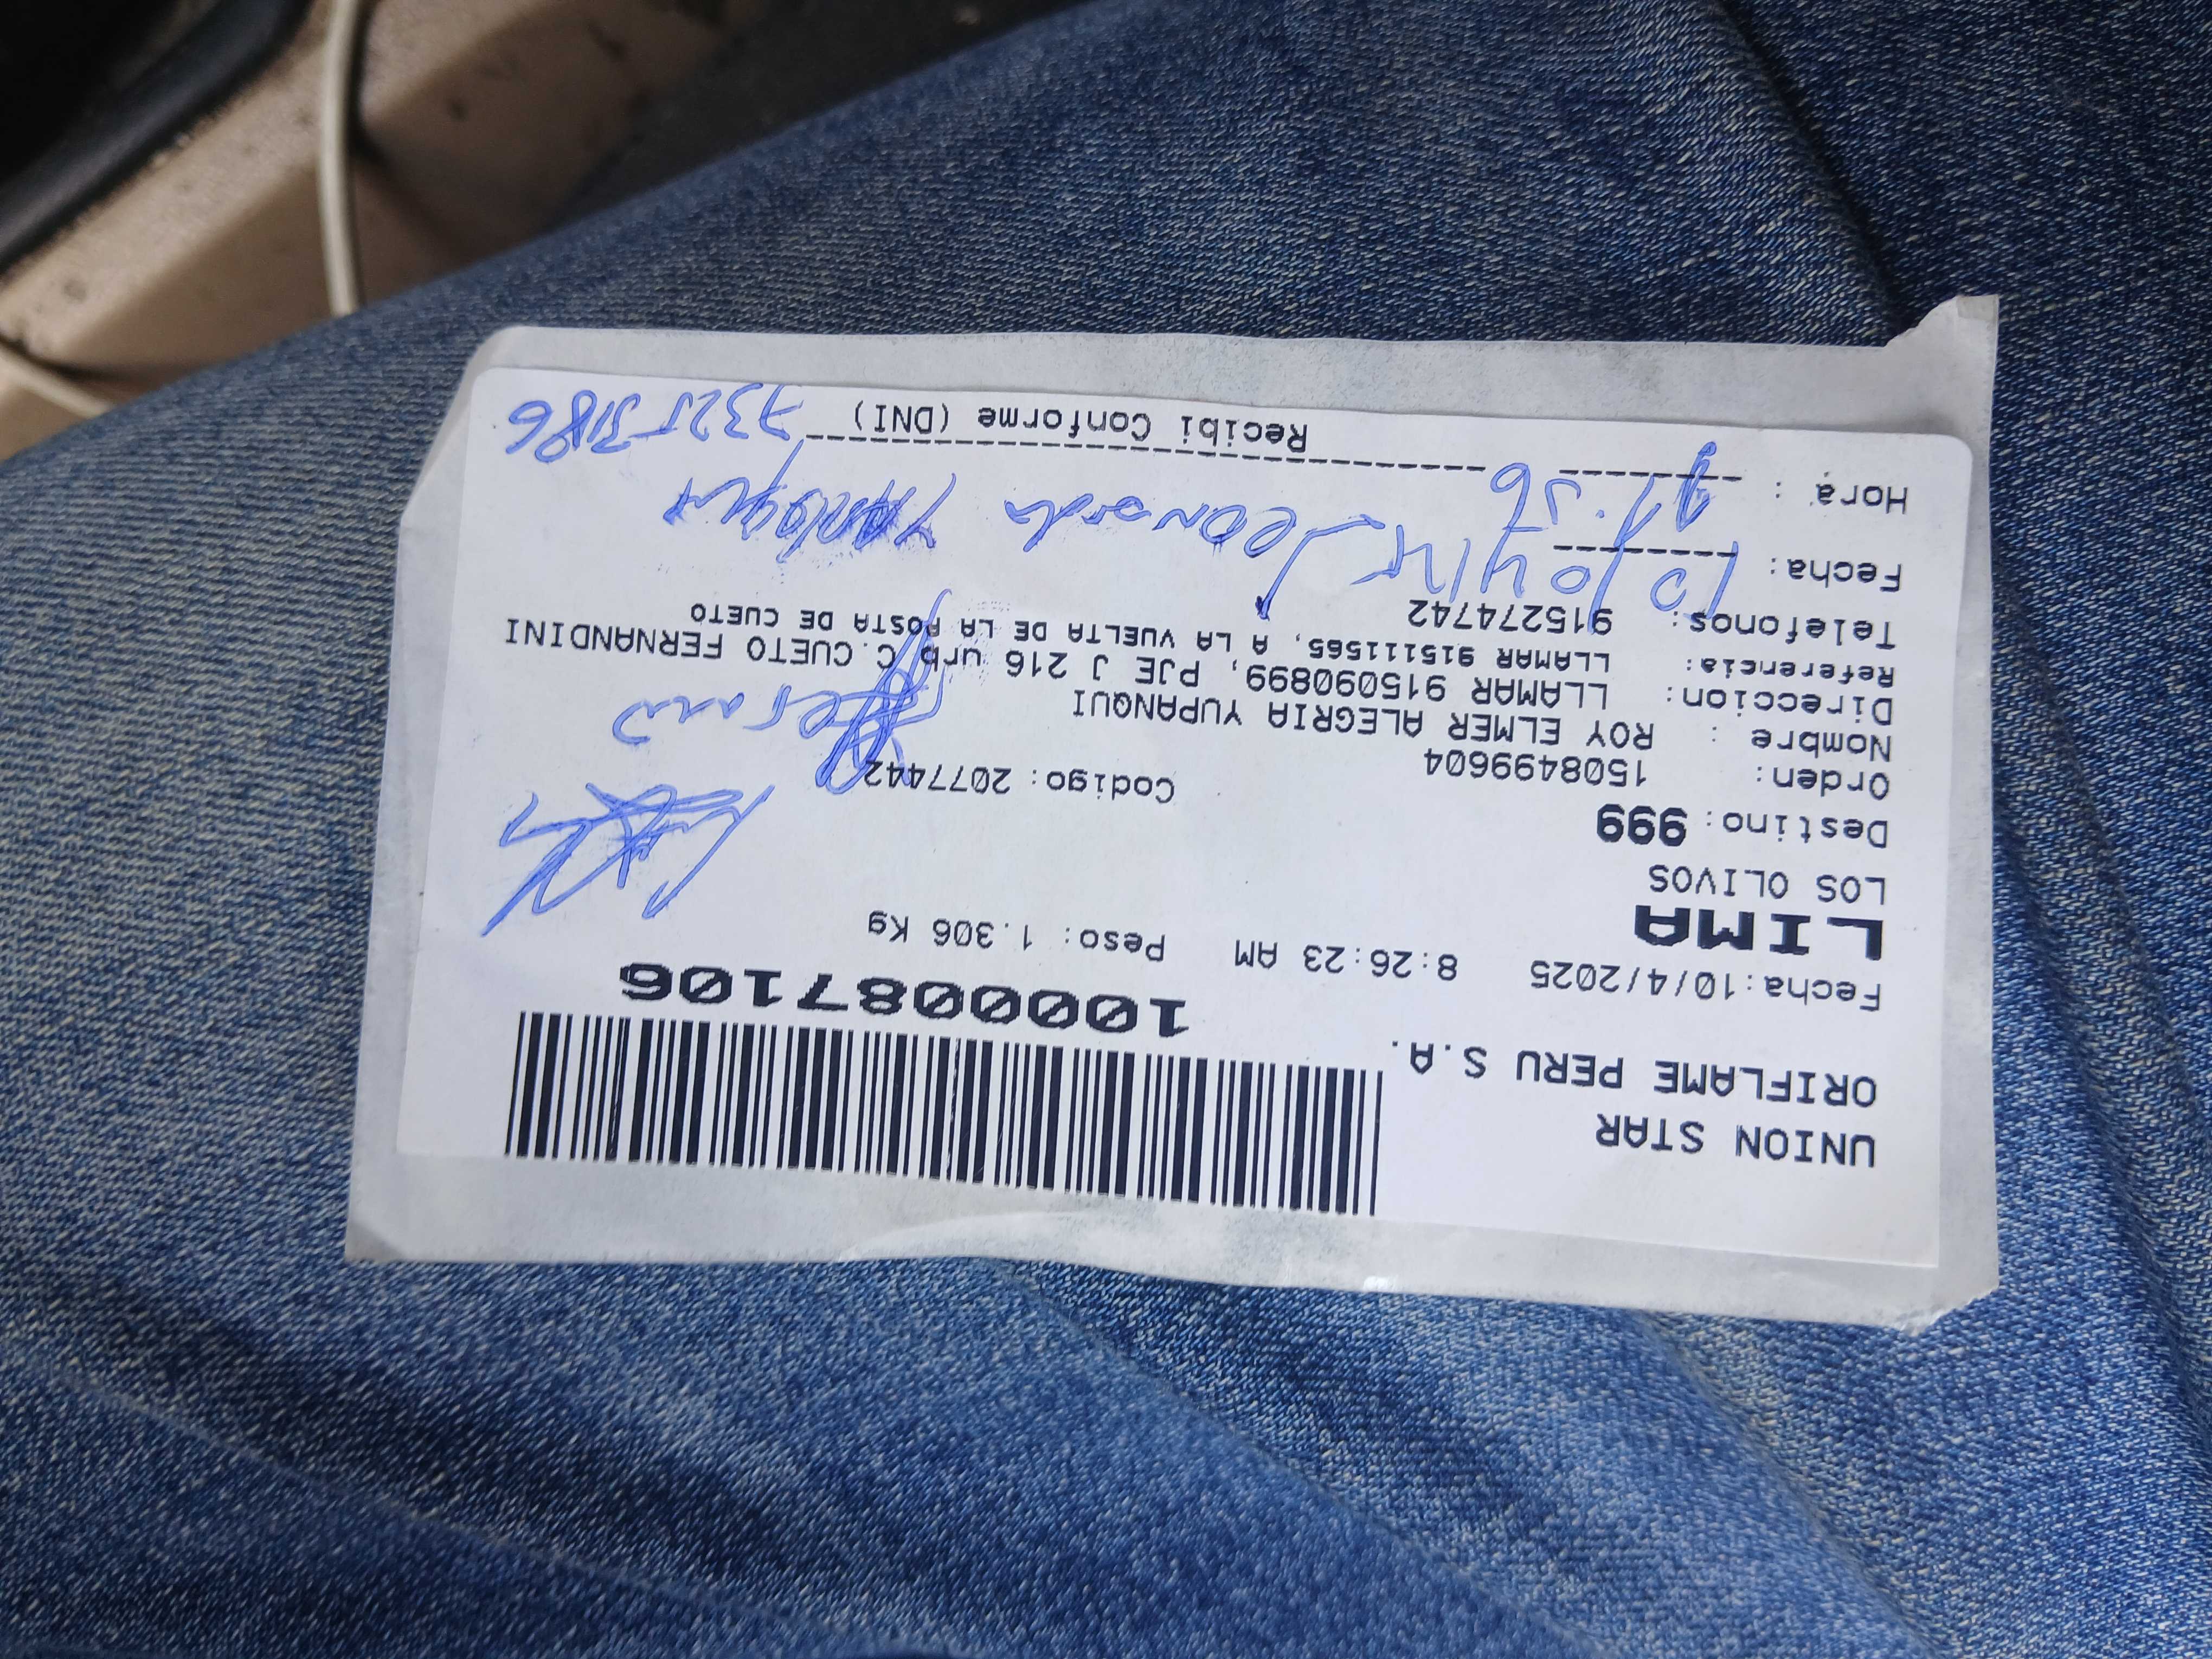 UNION STAR
ORIFLAME PERU S.A.
10000087106
Fecha:10/4/2025 8:26:23 AM Peso: 1.306 Kg
LIMA
LOS OLIVOS
Destino: 999
Orden: 1508499604 Codigo: 2077442
Nombre : ROY ELMER ALEGRIA YUPANQUI
Direccion: LLAMAR 915090899, PJE J 216 urb C.CUETO FERNANDINI
Referencia: LLAMAR 915111565, A LA VUELTA DE LA POSTA DE CUETO
Telefonos: 915274742
Fecha: 10/04/25 Leonarda
Hora :
Recibi Conforme (DNI) 73253186